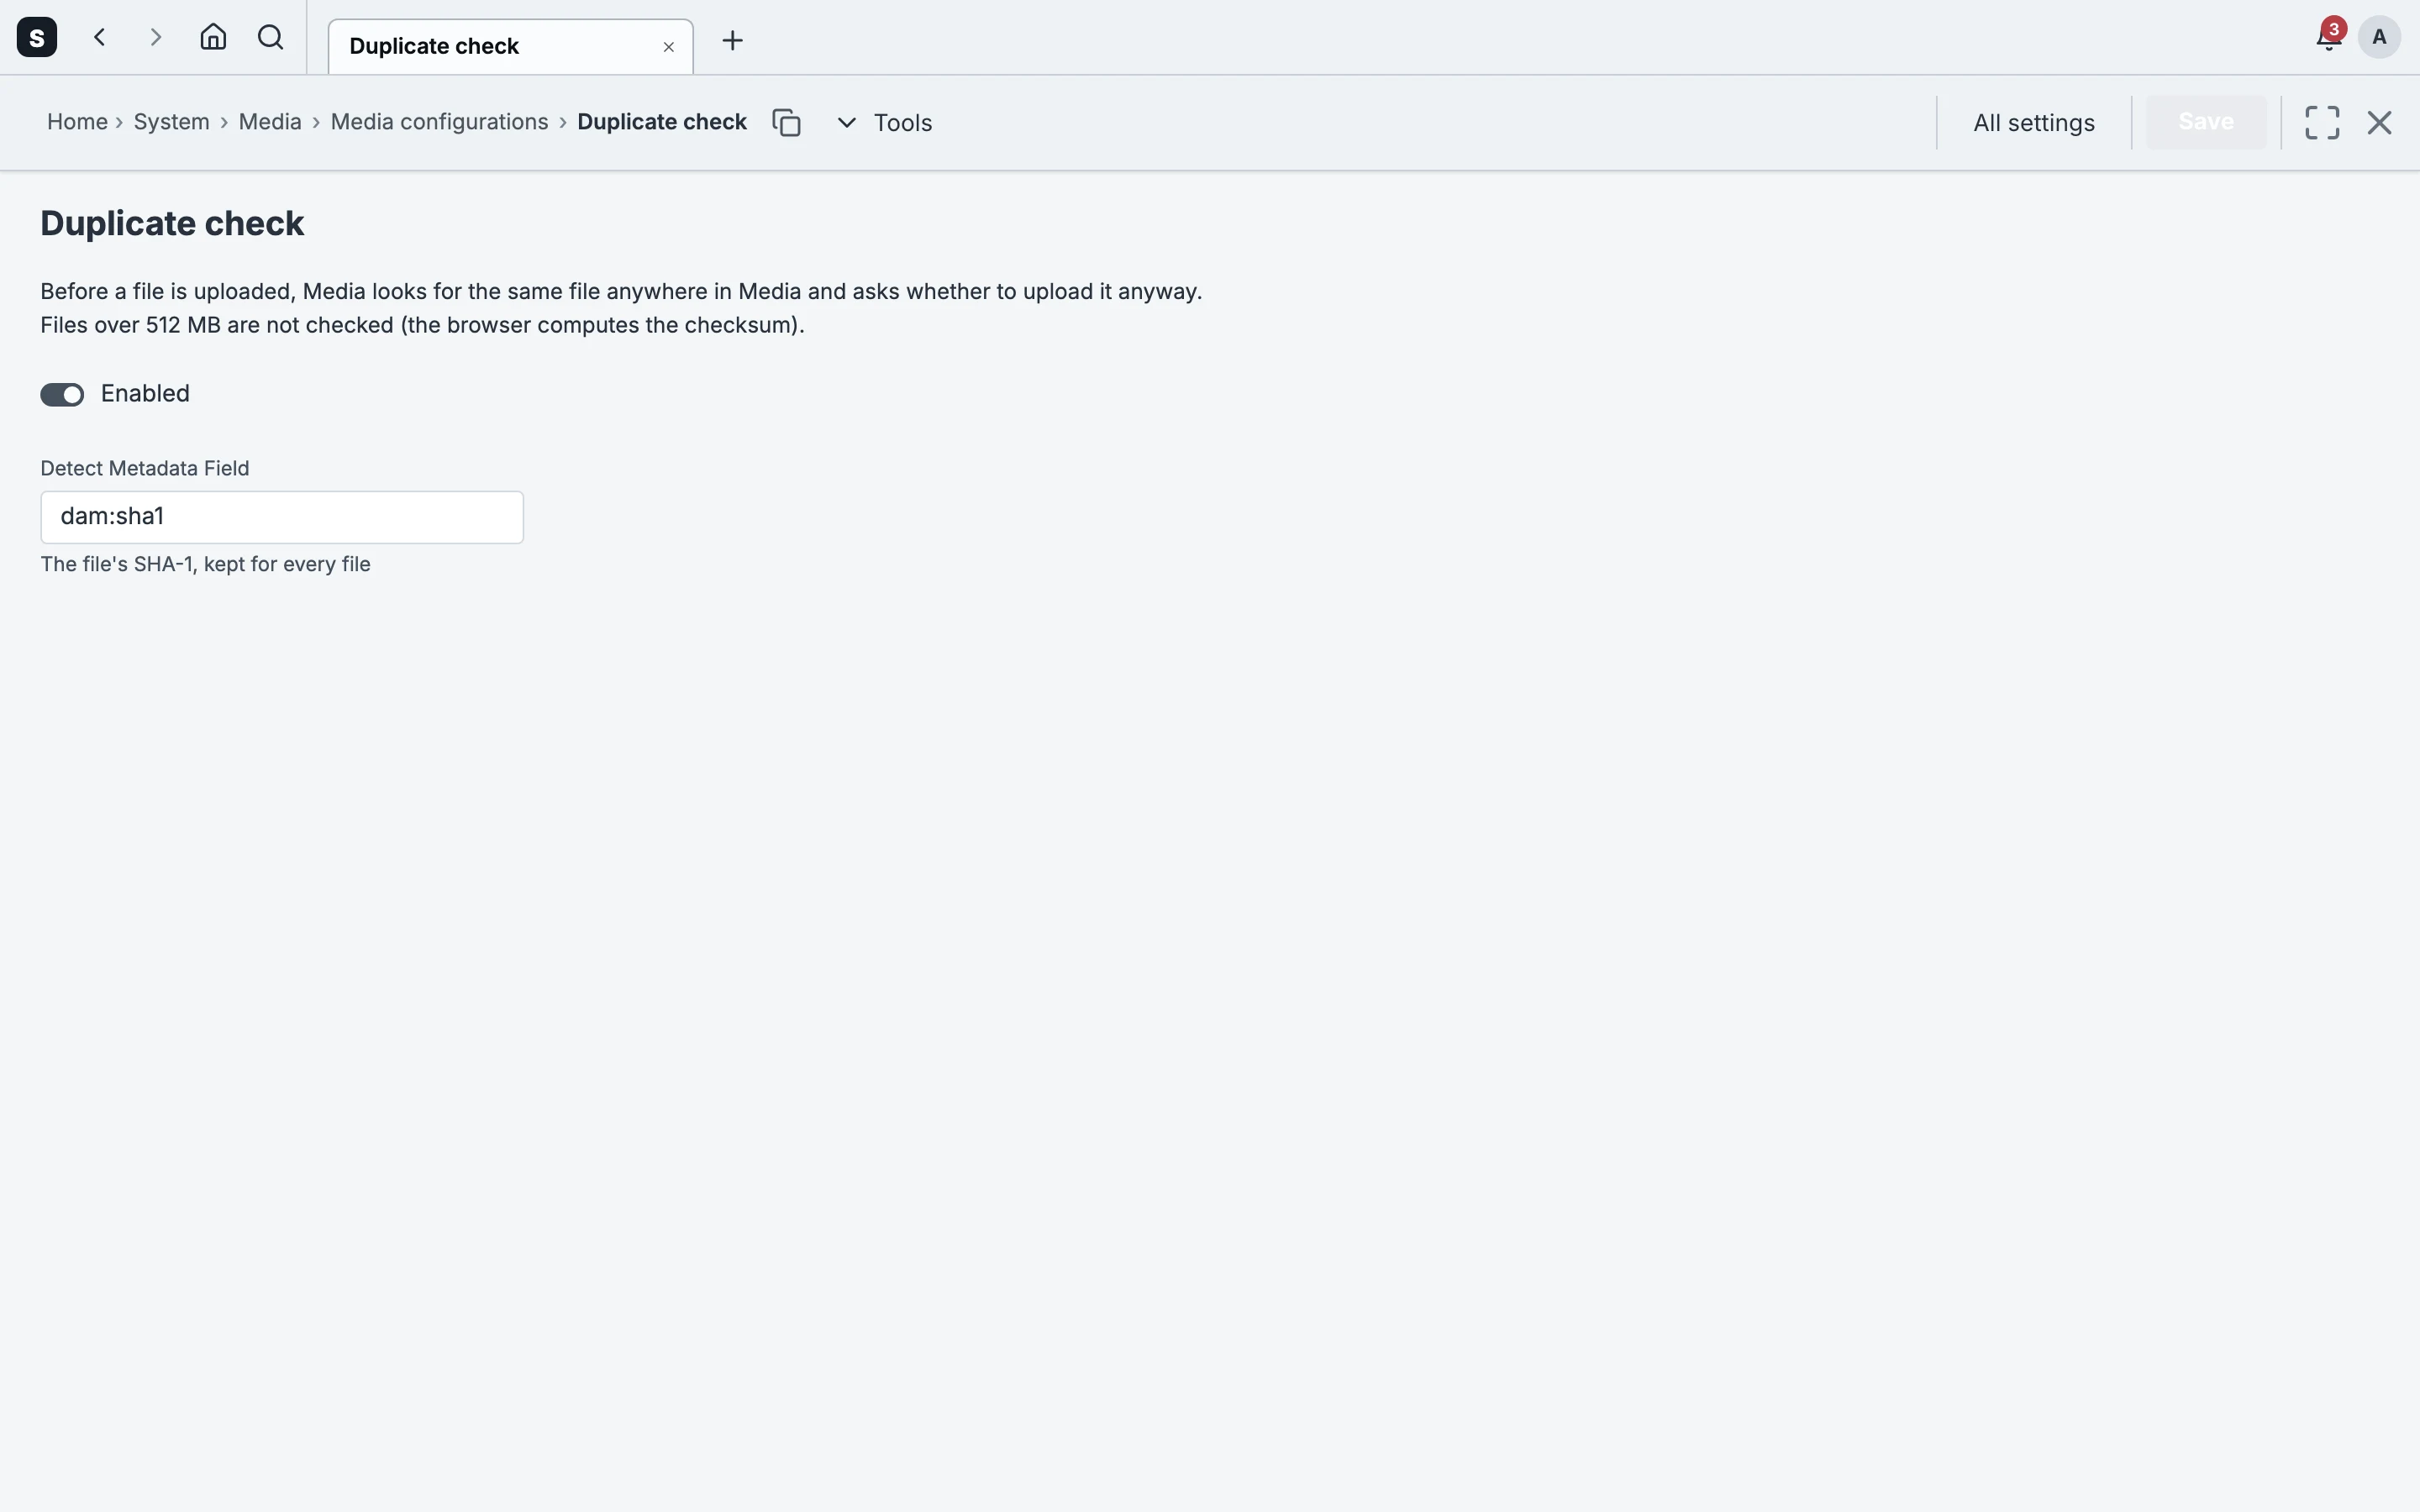 S
Duplicate check
3
A
Home › System › Media › Media configurations › Duplicate check
Tools
All settings
Save
Duplicate check
Before a file is uploaded, Media looks for the same file anywhere in Media and asks whether to upload it anyway.
Files over 512 MB are not checked (the browser computes the checksum).
Enabled
Detect Metadata Field
dam:sha1
The file's SHA-1, kept for every file